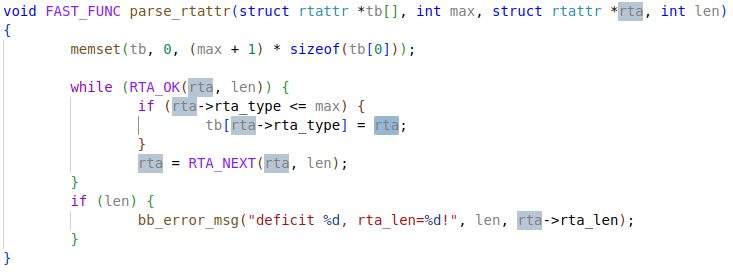 void FAST_FUNC parse_rtattr(struct rtattr *tb[], int max, struct rtattr *rta, int len)
{
        memset(tb, 0, (max + 1) * sizeof(tb[0]));

        while (RTA_OK(rta, len)) {
                if (rta->rta_type <= max) {
                        tb[rta->rta_type] = rta;
                }
                rta = RTA_NEXT(rta, len);
        }
        if (len) {
                bb_error_msg("deficit %d, rta_len=%d!", len, rta->rta_len);
        }
}